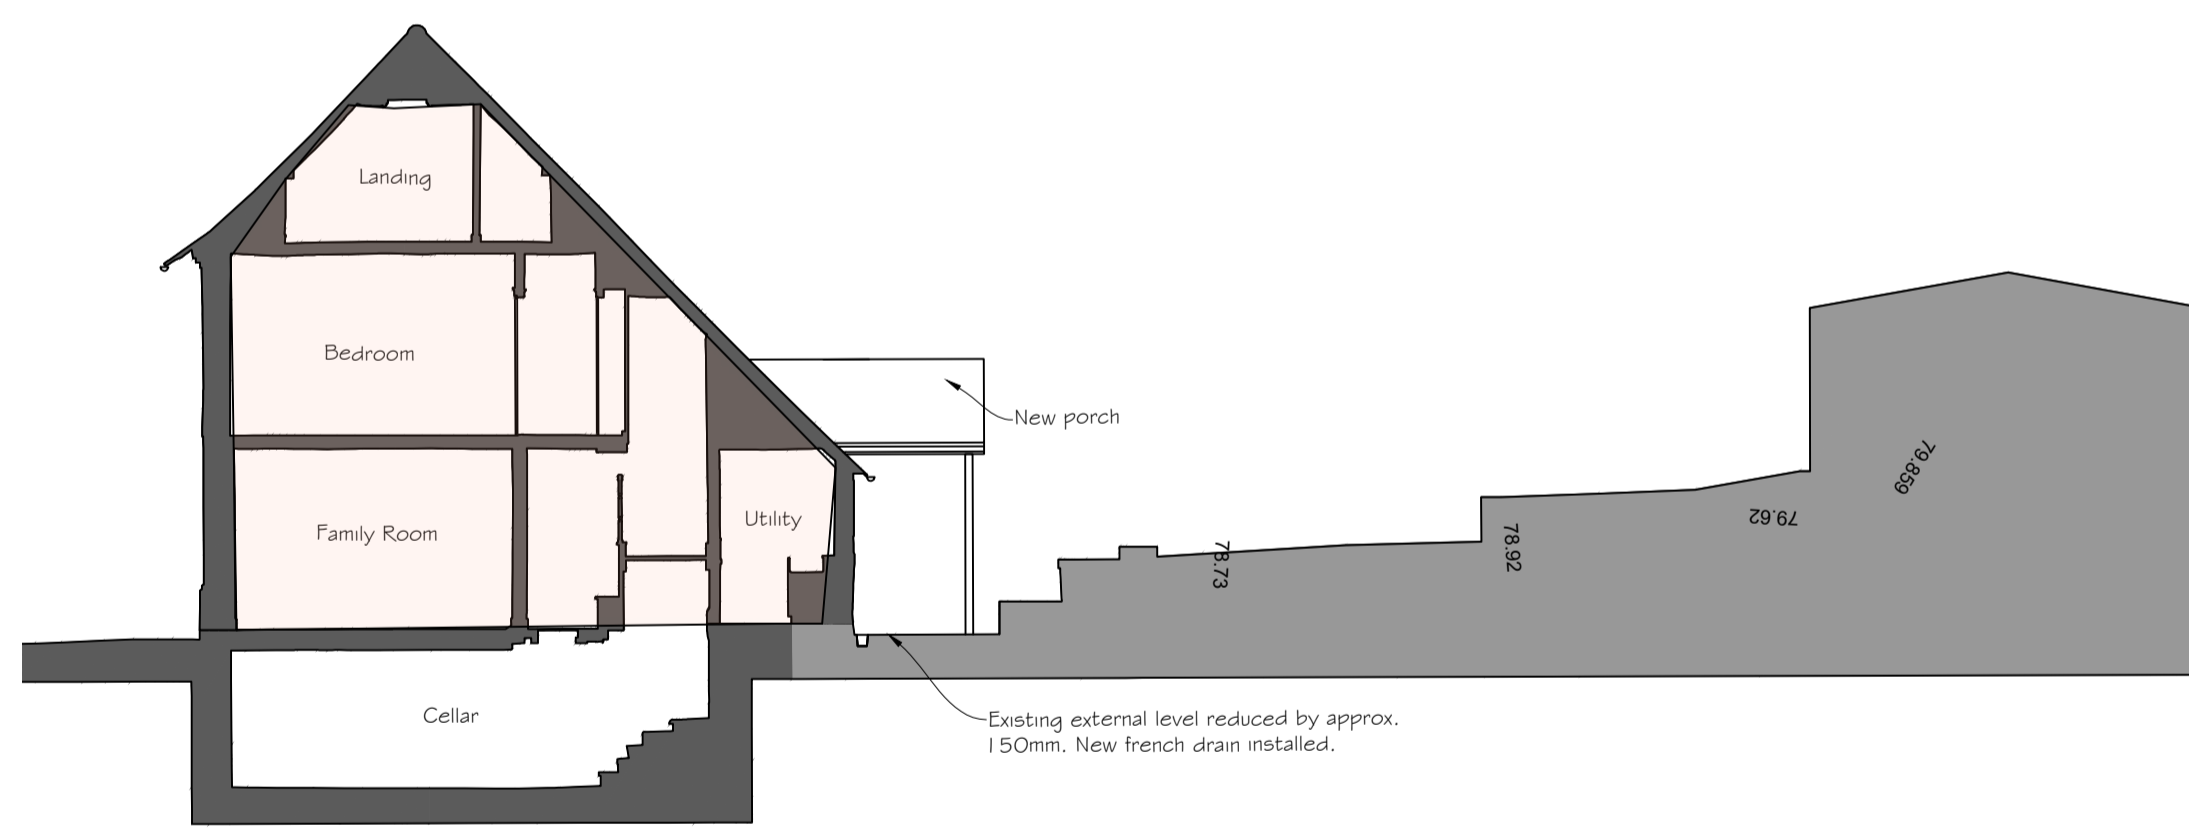 Landing
Bedroom
New porch
Family Room
Utility
79.859
79.62
78.92
78.73
Cellar
Existing external level reduced by approx.
150mm. New french drain installed.